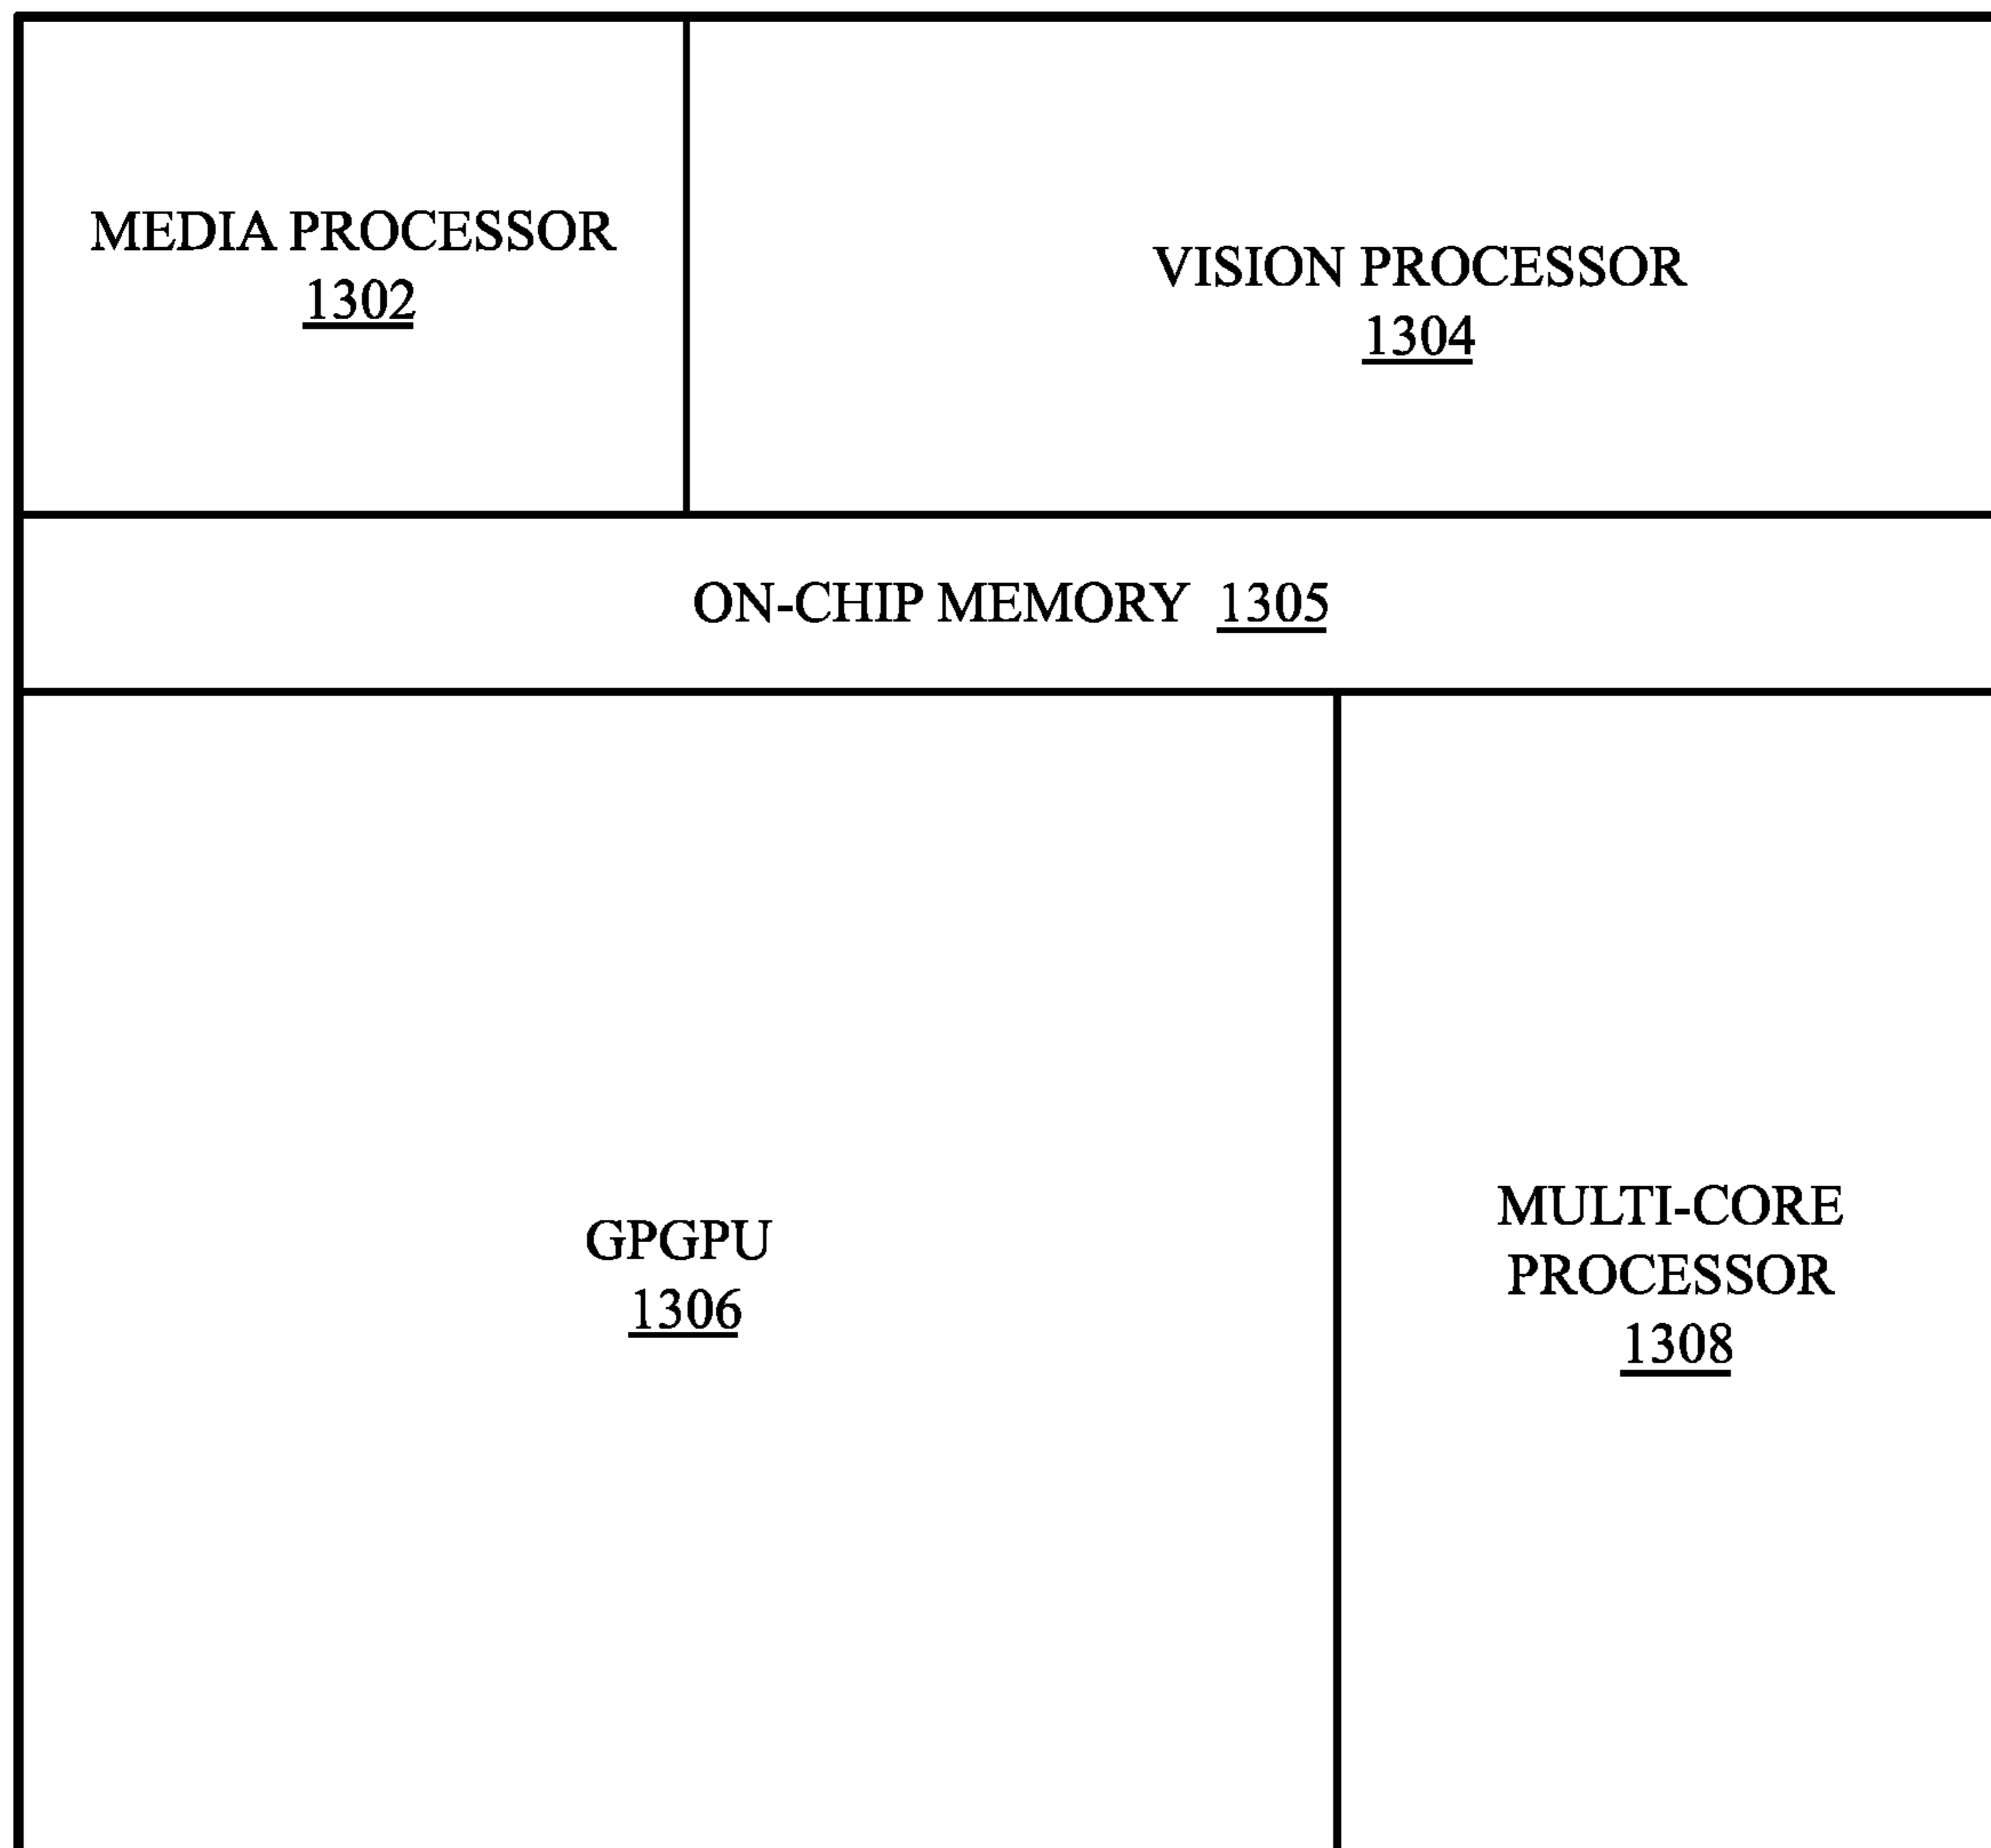 MEDIA PROCESSOR
1302
VISION PROCESSOR
1304
ON-CHIP MEMORY 1305
GPGPU
1306
MULTI-CORE
PROCESSOR
1308